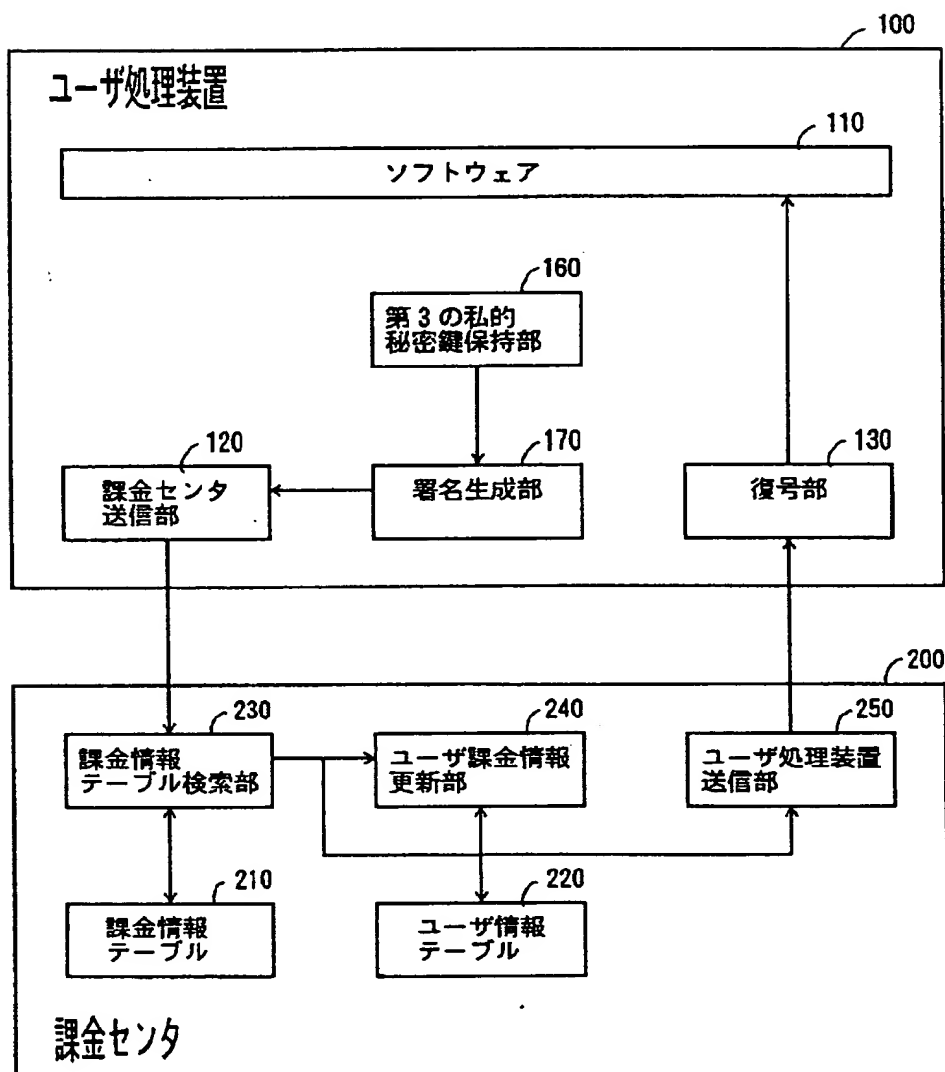 100
ユーザ処理装置
110
ソフトウェア
160
第3の私的
秘密鍵保持部
120
課金センタ
送信部
170
署名生成部
130
復号部
200
230
課金情報
テーブル検索部
240
ユーザ課金情報
更新部
250
ユーザ処理装置
送信部
210
課金情報
テーブル
220
ユーザ情報
テーブル
課金センタ